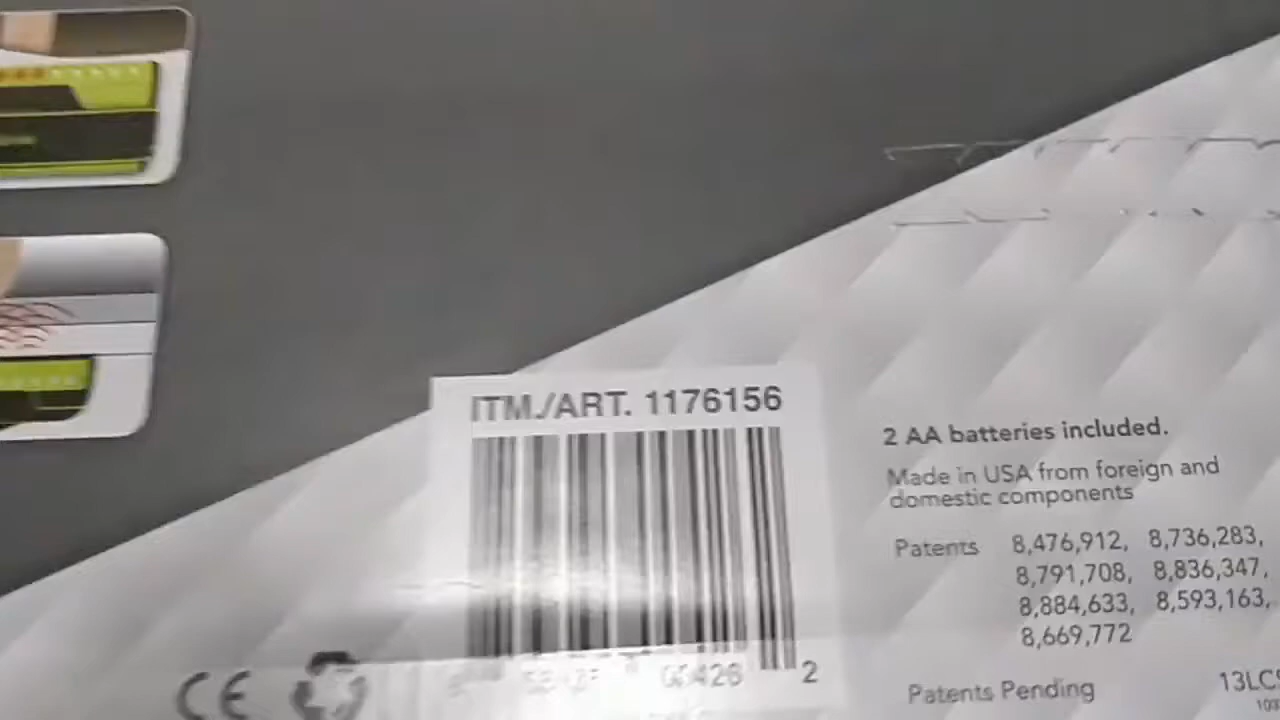 ITM./ART. 1176156
2 AA batteries included.
Made in USA from foreign and
domestic components
Patents 8,476,912, 8,736,283,
8,791,708, 8,836,347,
8,884,633, 8,593,163,
8,669,772
2
CE
Patents Pending